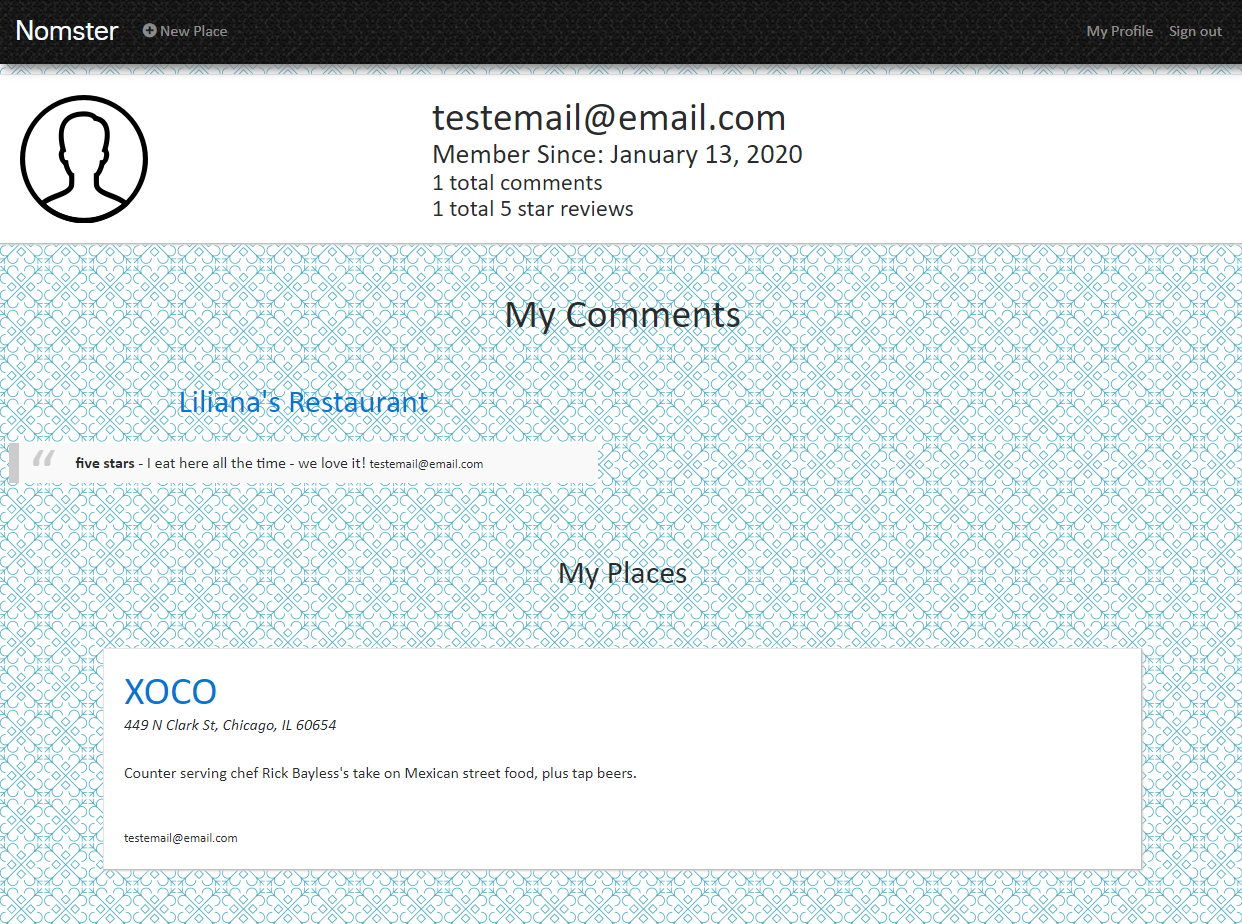 Nomster New Place My Profile Sign out
testemail@email.com
Member Since: January 13, 2020
1 total comments
1 total 5 star reviews
My Comments
Liliana's Restaurant
“ five stars - I eat here all the time - we love it! testemail@email.com
My Places
XOCO
449 N Clark St, Chicago, IL 60654
Counter serving chef Rick Bayless's take on Mexican street food, plus tap beers.
testemail@email.com